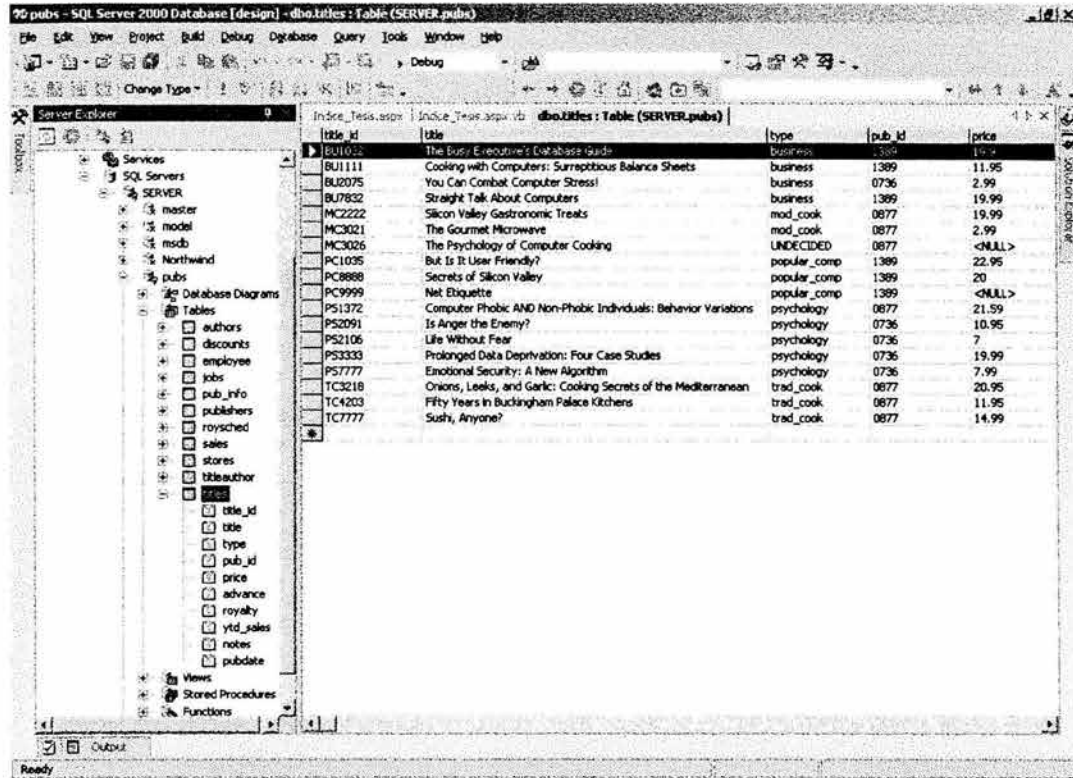 pubs - SQL Server 2000 Database [design] - dbo.titles : Table (SERVER.pubs)
File Edit View Project Build Debug Database Query Tools Window Help
Debug
Change Type
Server Explorer
Toolbox
Services
SQL Servers
SERVER
master
model
msdb
Northwind
pubs
Database Diagrams
Tables
authors
discounts
employee
jobs
pub_info
publishers
roysched
sales
stores
titleauthor
titles
title_id
title
type
pub_id
price
advance
royalty
ytd_sales
notes
pubdate
Views
Stored Procedures
Functions
Indice_Tesis.aspx Indice_Tesis.aspx.vb dbo.titles : Table (SERVER.pubs)
title_id title type pub_id price
BU1032 The Busy Executive's Database Guide business 1389
BU1111 Cooking with Computers: Surreptitious Balance Sheets business 1389 11.95
BU2075 You Can Combat Computer Stress! business 0736 2.99
BU7832 Straight Talk About Computers business 1389 19.99
MC2222 Silicon Valley Gastronomic Treats mod_cook 0877 19.99
MC3021 The Gourmet Microwave mod_cook 0877 2.99
MC3026 The Psychology of Computer Cooking UNDECIDED 0877 <NULL>
PC1035 But Is It User Friendly? popular_comp 1389 22.95
PC8888 Secrets of Silicon Valley popular_comp 1389 20
PC9999 Net Etiquette popular_comp 1389 <NULL>
PS1372 Computer Phobic AND Non-Phobic Individuals: Behavior Variations psychology 0877 21.59
PS2091 Is Anger the Enemy? psychology 0736 10.95
PS2106 Life Without Fear psychology 0736 7
PS3333 Prolonged Data Deprivation: Four Case Studies psychology 0736 19.99
PS7777 Emotional Security: A New Algorithm psychology 0736 7.99
TC3218 Onions, Leeks, and Garlic: Cooking Secrets of the Mediterranean trad_cook 0877 20.95
TC4203 Fifty Years in Buckingham Palace Kitchens trad_cook 0877 11.95
TC7777 Sushi, Anyone? trad_cook 0877 14.99
Solution Explorer
Output
Ready